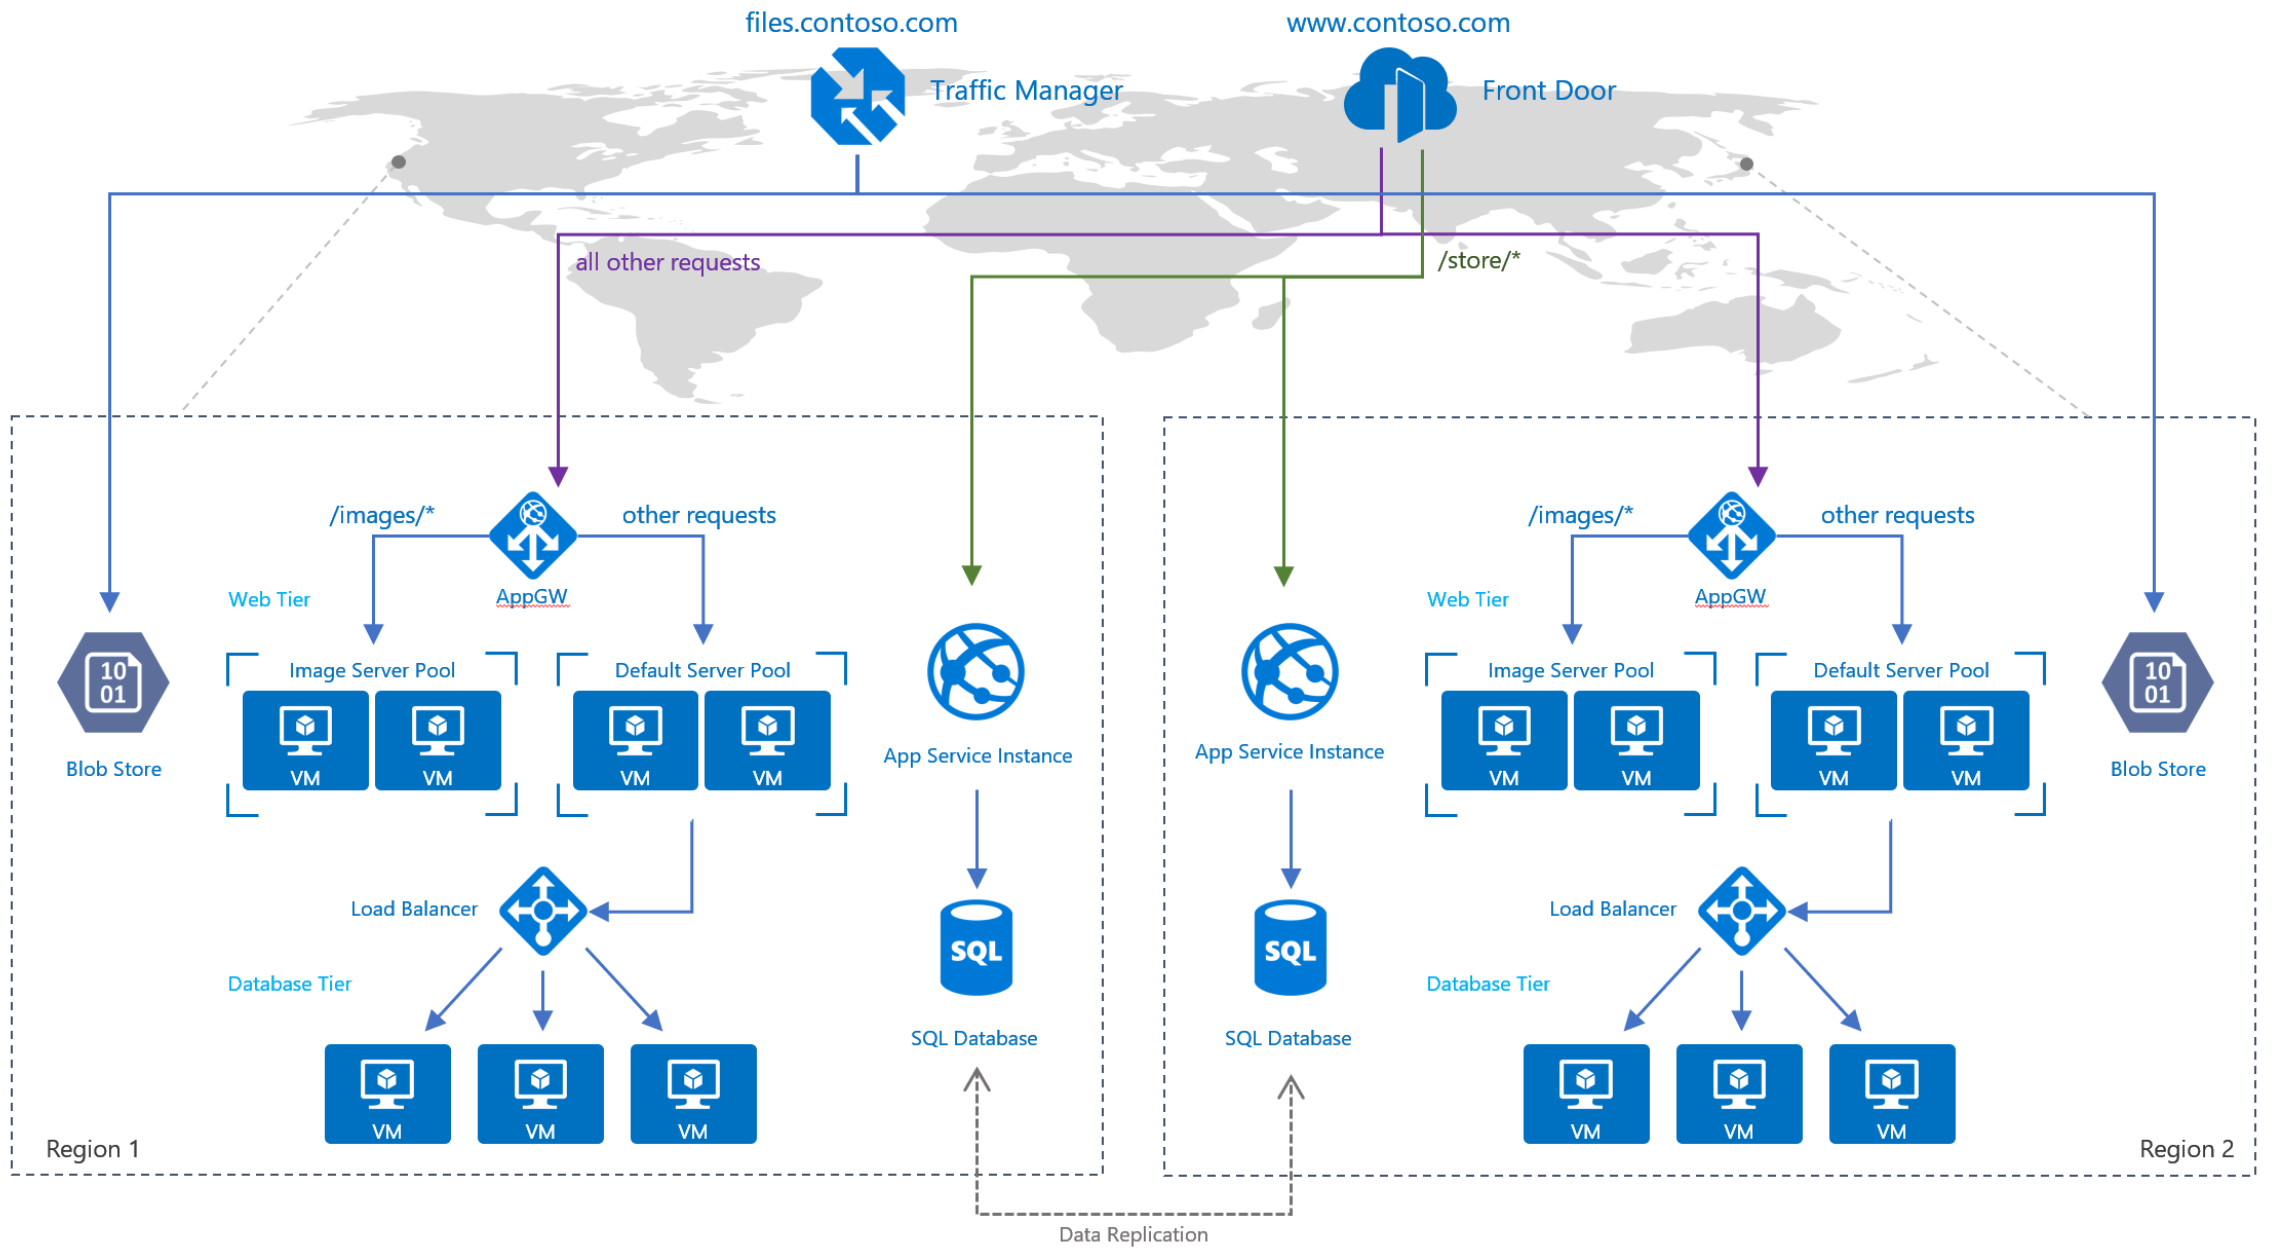 files.contoso.com
www.contoso.com
Traffic Manager
Front Door
all other requests
/store/*
/images/*
other requests
AppGW
Web Tier
Image Server Pool
VM
VM
Default Server Pool
VM
VM
Blob Store
App Service Instance
Load Balancer
Database Tier
SQL
SQL Database
VM
VM
VM
Region 1
/images/*
other requests
AppGW
Web Tier
App Service Instance
Image Server Pool
VM
VM
Default Server Pool
VM
VM
Blob Store
10
01
10
01
Load Balancer
Database Tier
SQL
SQL Database
VM
VM
VM
Region 2
Data Replication